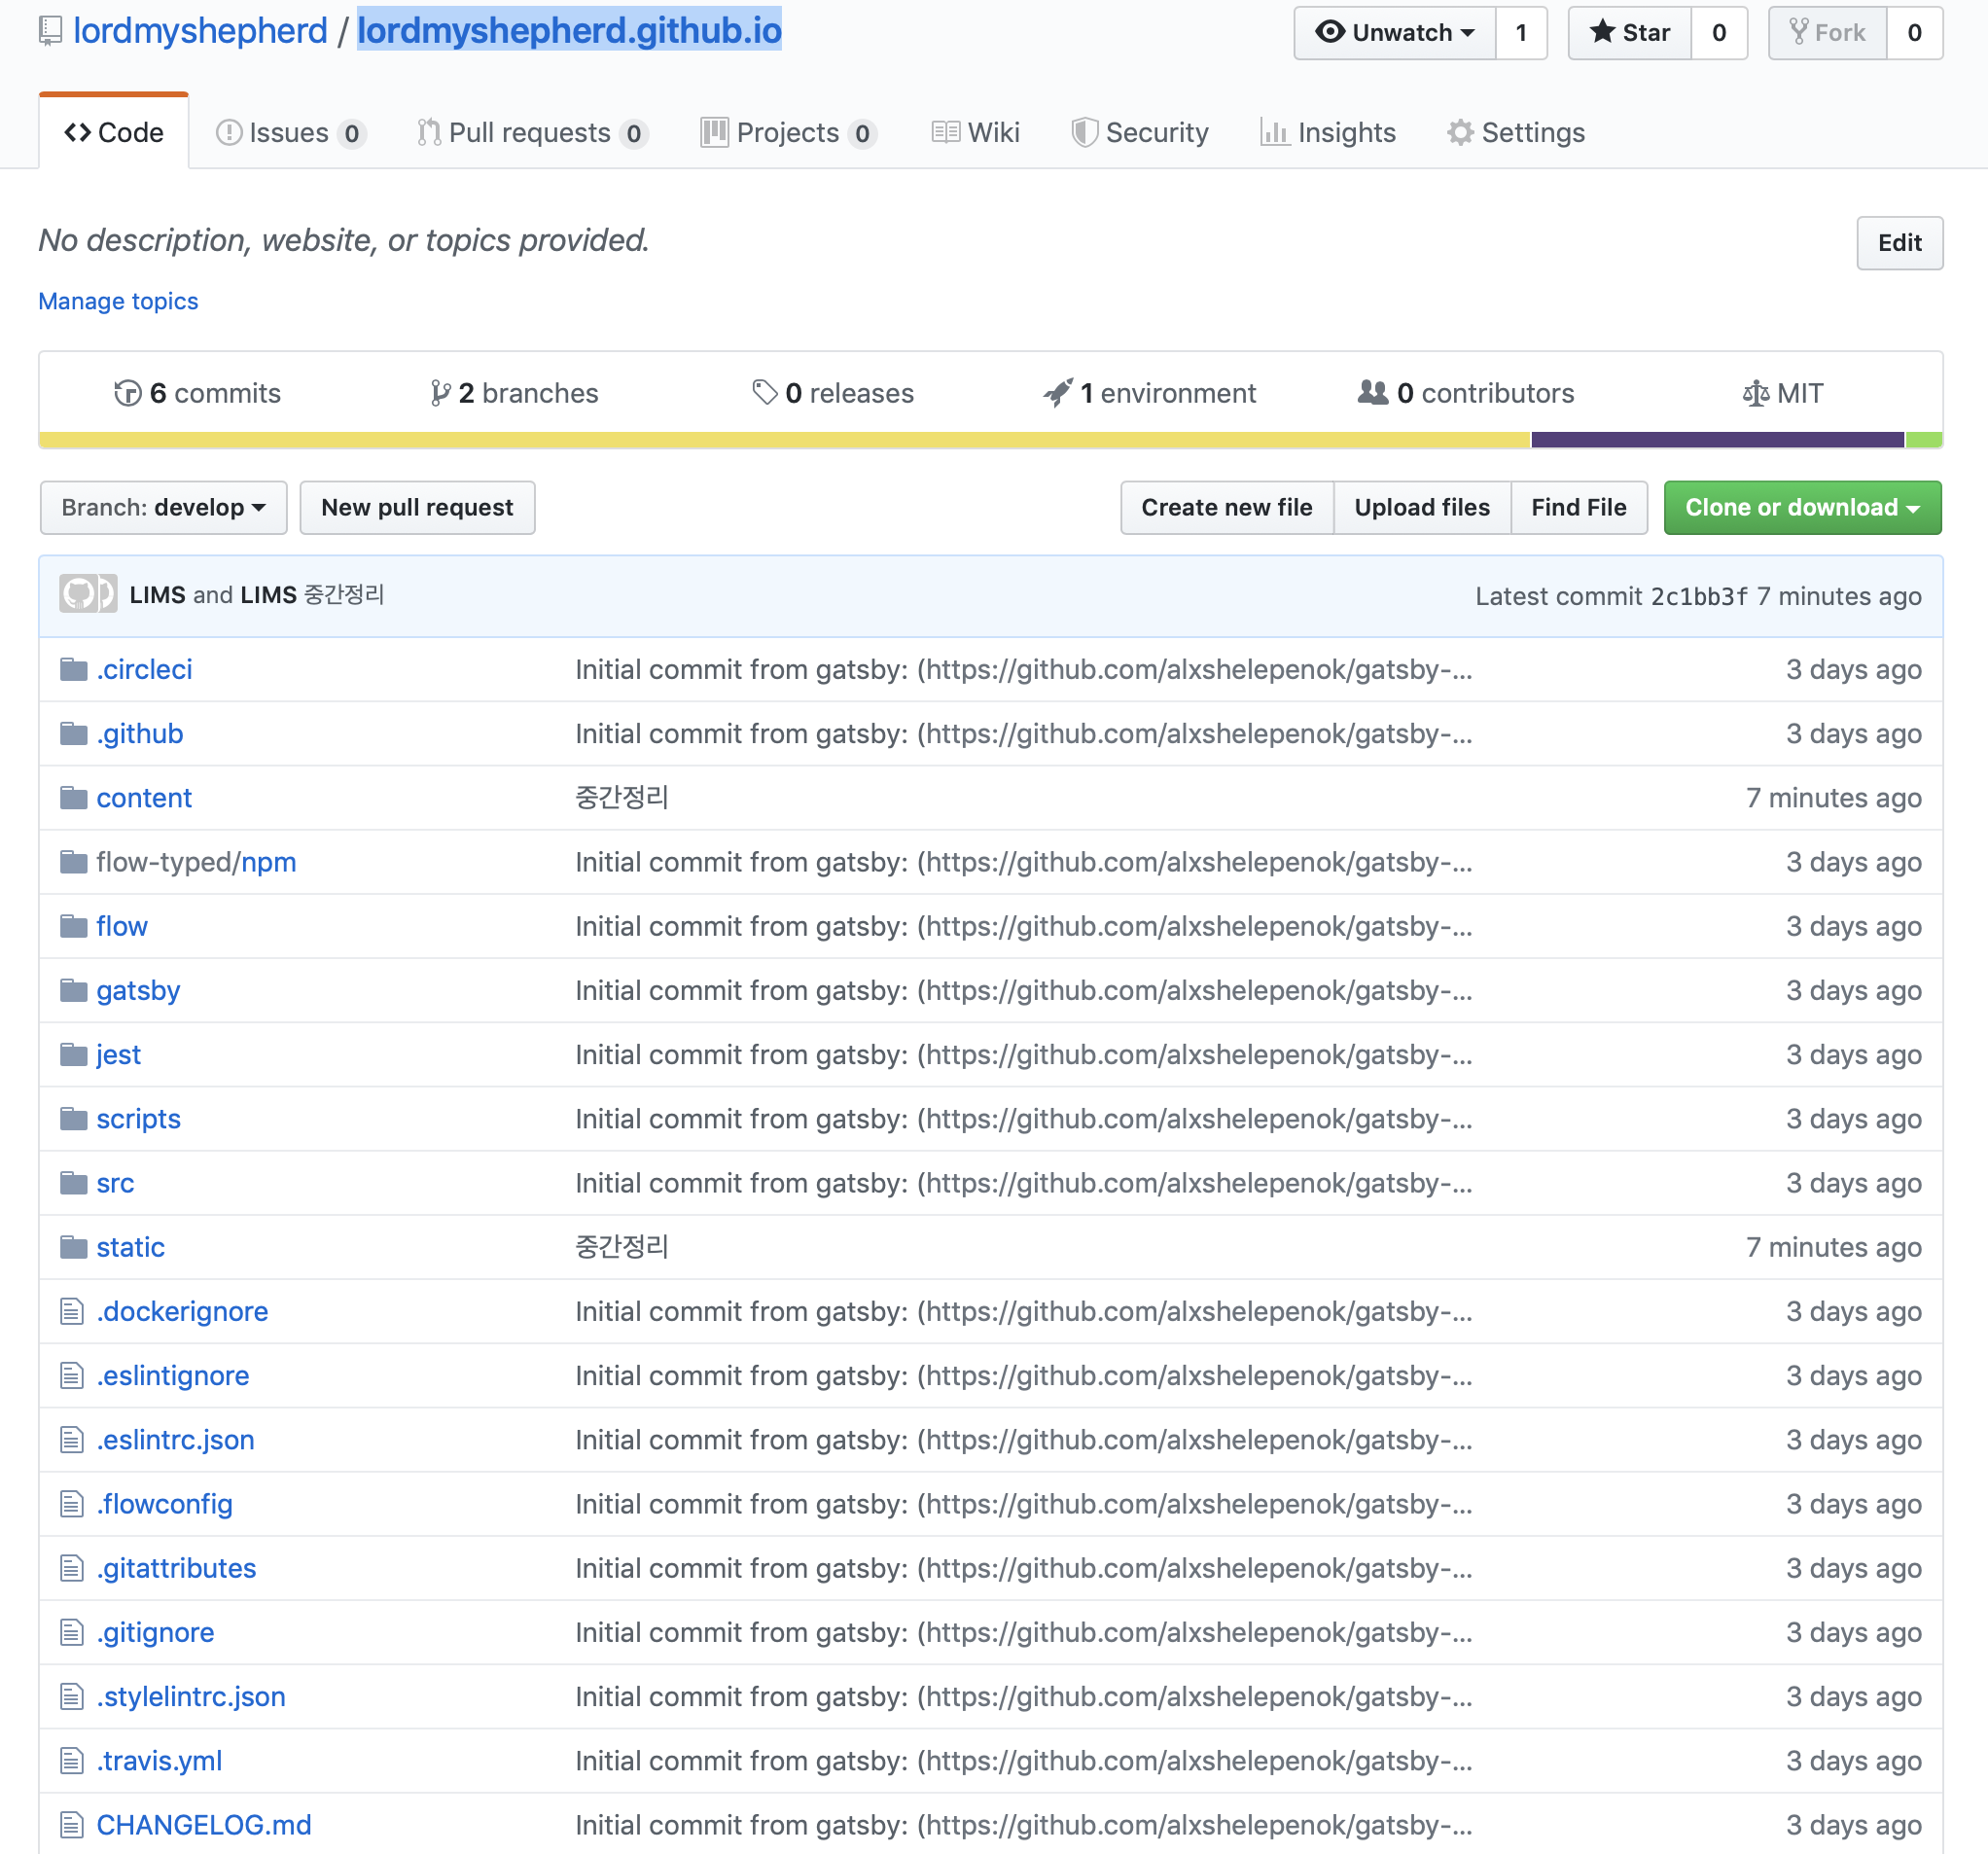 lordmyshepherd / lordmyshepherd.github.io
Unwatch 1 Star 0 Fork 0
Code Issues 0 Pull requests 0 Projects 0 Wiki Security Insights Settings
No description, website, or topics provided.
Edit
Manage topics
6 commits 2 branches 0 releases 1 environment 0 contributors MIT
Branch: develop New pull request Create new file Upload files Find File Clone or download
LIMS and LIMS 중간정리 Latest commit 2c1bb3f 7 minutes ago
.circleci Initial commit from gatsby: (https://github.com/alxshelepenok/gatsby-... 3 days ago
.github Initial commit from gatsby: (https://github.com/alxshelepenok/gatsby-... 3 days ago
content 중간정리 7 minutes ago
flow-typed/npm Initial commit from gatsby: (https://github.com/alxshelepenok/gatsby-... 3 days ago
flow Initial commit from gatsby: (https://github.com/alxshelepenok/gatsby-... 3 days ago
gatsby Initial commit from gatsby: (https://github.com/alxshelepenok/gatsby-... 3 days ago
jest Initial commit from gatsby: (https://github.com/alxshelepenok/gatsby-... 3 days ago
scripts Initial commit from gatsby: (https://github.com/alxshelepenok/gatsby-... 3 days ago
src Initial commit from gatsby: (https://github.com/alxshelepenok/gatsby-... 3 days ago
static 중간정리 7 minutes ago
.dockerignore Initial commit from gatsby: (https://github.com/alxshelepenok/gatsby-... 3 days ago
.eslintignore Initial commit from gatsby: (https://github.com/alxshelepenok/gatsby-... 3 days ago
.eslintrc.json Initial commit from gatsby: (https://github.com/alxshelepenok/gatsby-... 3 days ago
.flowconfig Initial commit from gatsby: (https://github.com/alxshelepenok/gatsby-... 3 days ago
.gitattributes Initial commit from gatsby: (https://github.com/alxshelepenok/gatsby-... 3 days ago
.gitignore Initial commit from gatsby: (https://github.com/alxshelepenok/gatsby-... 3 days ago
.stylelintrc.json Initial commit from gatsby: (https://github.com/alxshelepenok/gatsby-... 3 days ago
.travis.yml Initial commit from gatsby: (https://github.com/alxshelepenok/gatsby-... 3 days ago
CHANGELOG.md Initial commit from gatsby: (https://github.com/alxshelepenok/gatsby-... 3 days ago